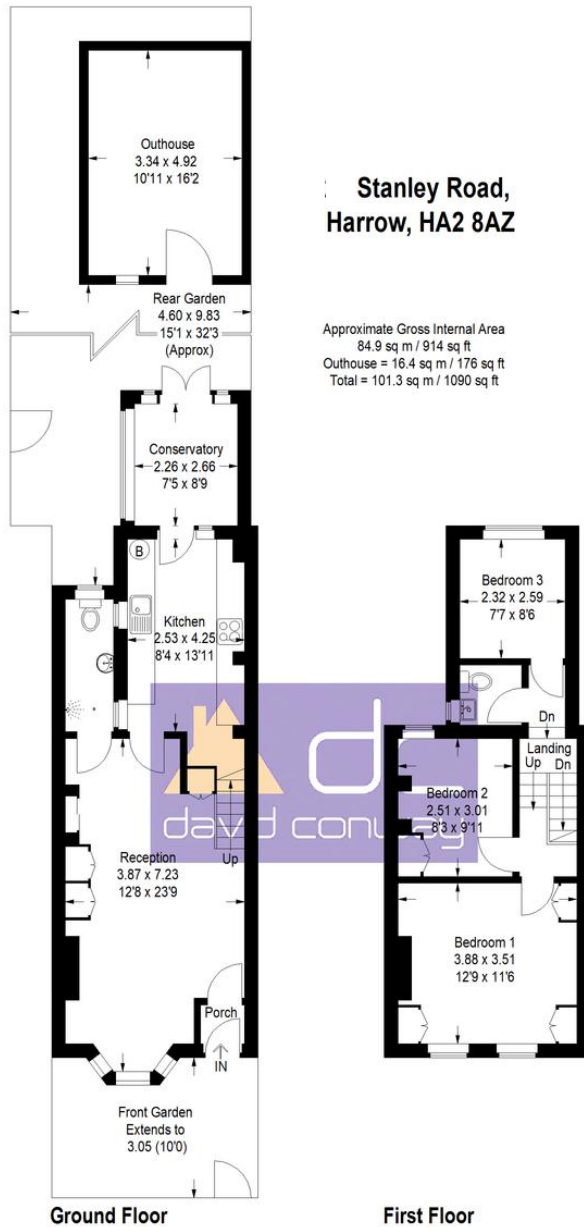 Outhouse
3.34 x 4.92
10'11 x 16'2
Stanley Road,
Harrow, HA2 8AZ
Rear Garden
4.60 x 9.83
15'1 x 32'3
(Approx)
Approximate Gross Internal Area
84.9 sq m / 914 sq ft
Outhouse = 16.4 sq m / 176 sq ft
Total = 101.3 sq m / 1090 sq ft
Conservatory
2.26 x 2.66
7'5 x 8'9
B
Kitchen
2.53 x 4.25
8'4 x 13'11
Bedroom 3
2.32 x 2.59
7'7 x 8'6
Dn
Landing
Up
Dn
Bedroom 2
2.51 x 3.01
8'3 x 9'11
d
david conway
Up
Reception
3.87 x 7.23
12'8 x 23'9
Bedroom 1
3.88 x 3.51
12'9 x 11'6
Porch
IN
Front Garden
Extends to
3.05 (10'0)
Ground Floor
First Floor